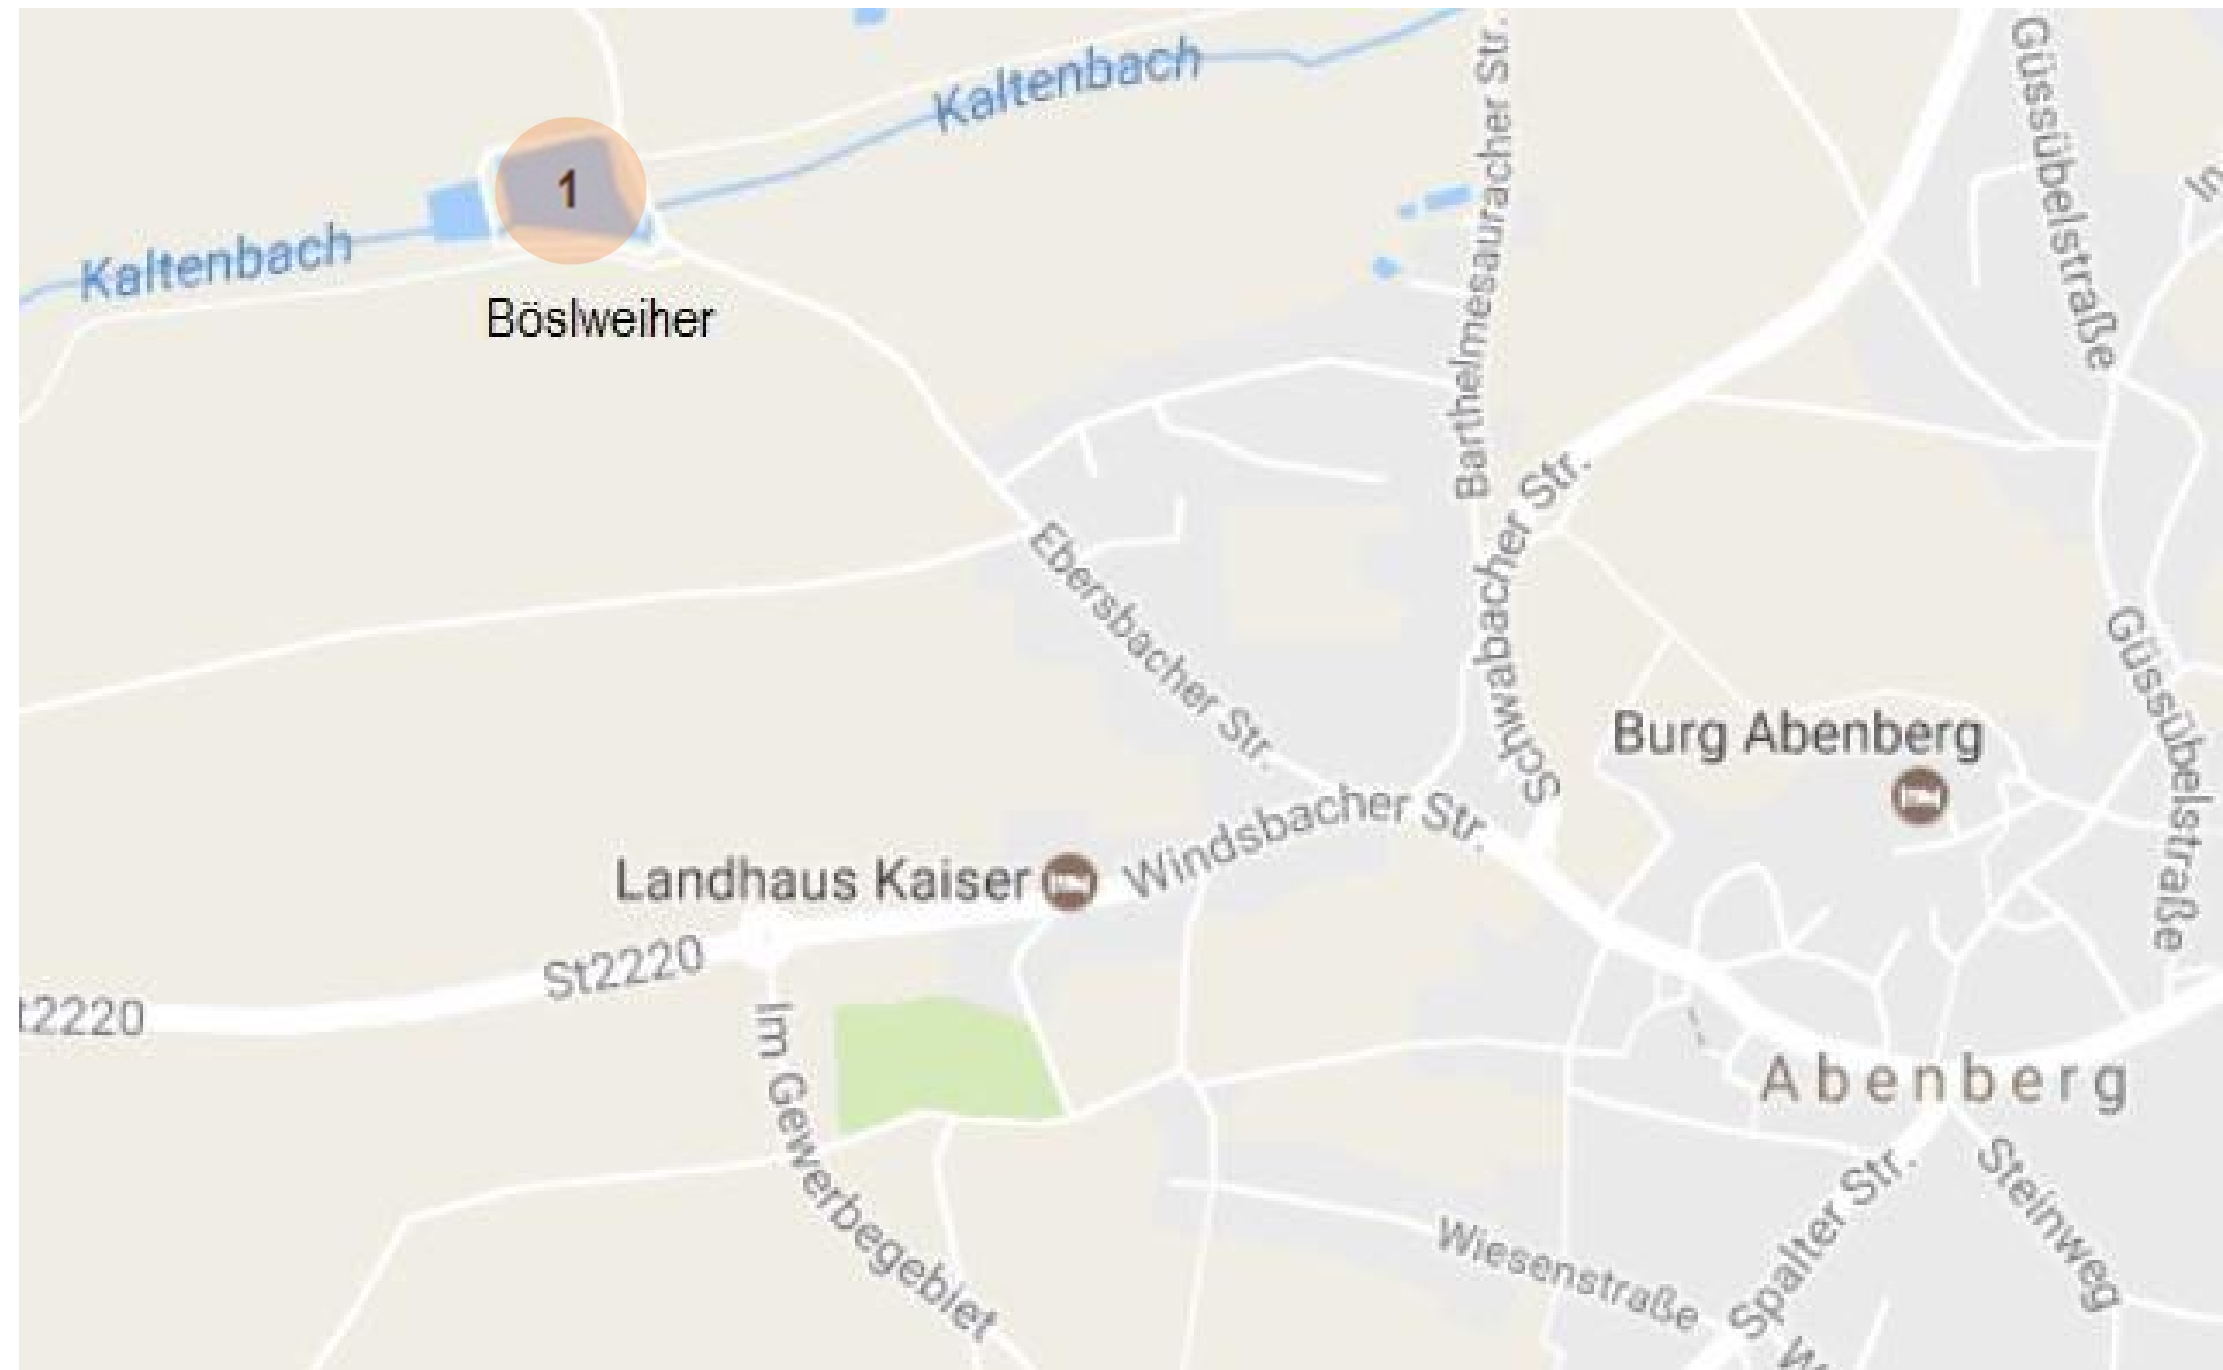 Kaltenbach
Güssübelstraße
Barthelmesauracher Str.
1
Kaltenbach
Böslweiher
Schwabacher Str.
Ebersbacher Str.
Güssübelstraße
Burg Abenberg
Windsbacher Str.
Landhaus Kaiser
St2220
t2220
Im Gewerbegebiet
Abenberg
Spalter Str.
Steinweg
Wiesenstraße